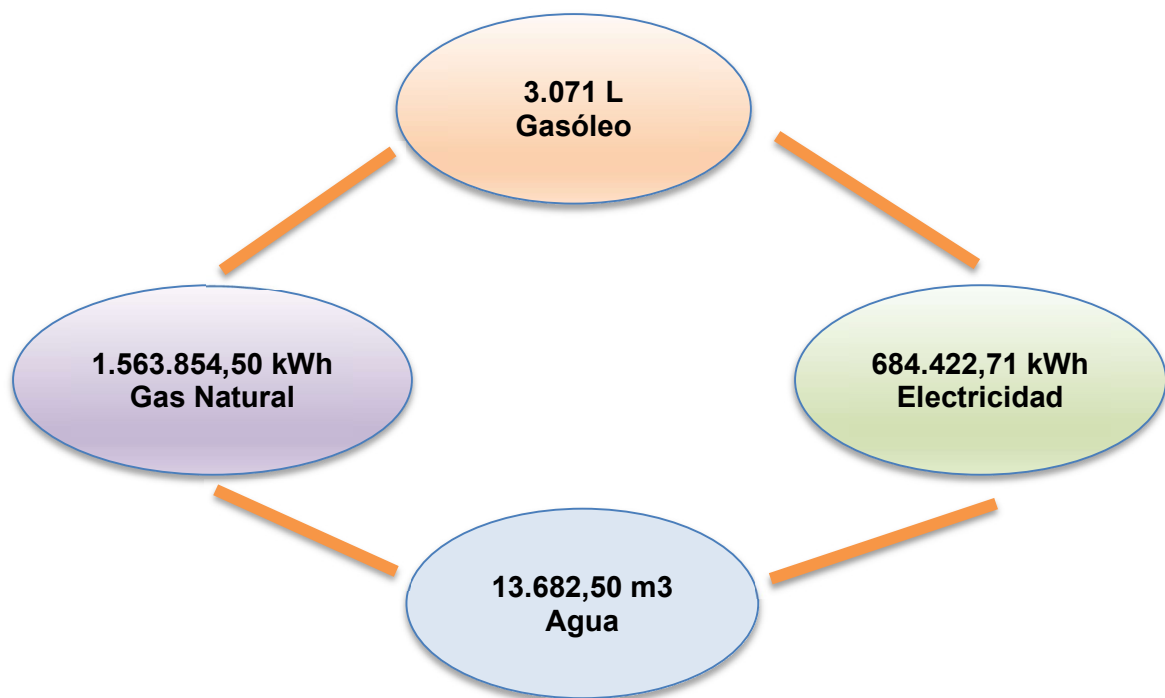 3.071 L
Gasóleo
1.563.854,50 kWh
Gas Natural
684.422,71 kWh
Electricidad
13.682,50 m3
Agua